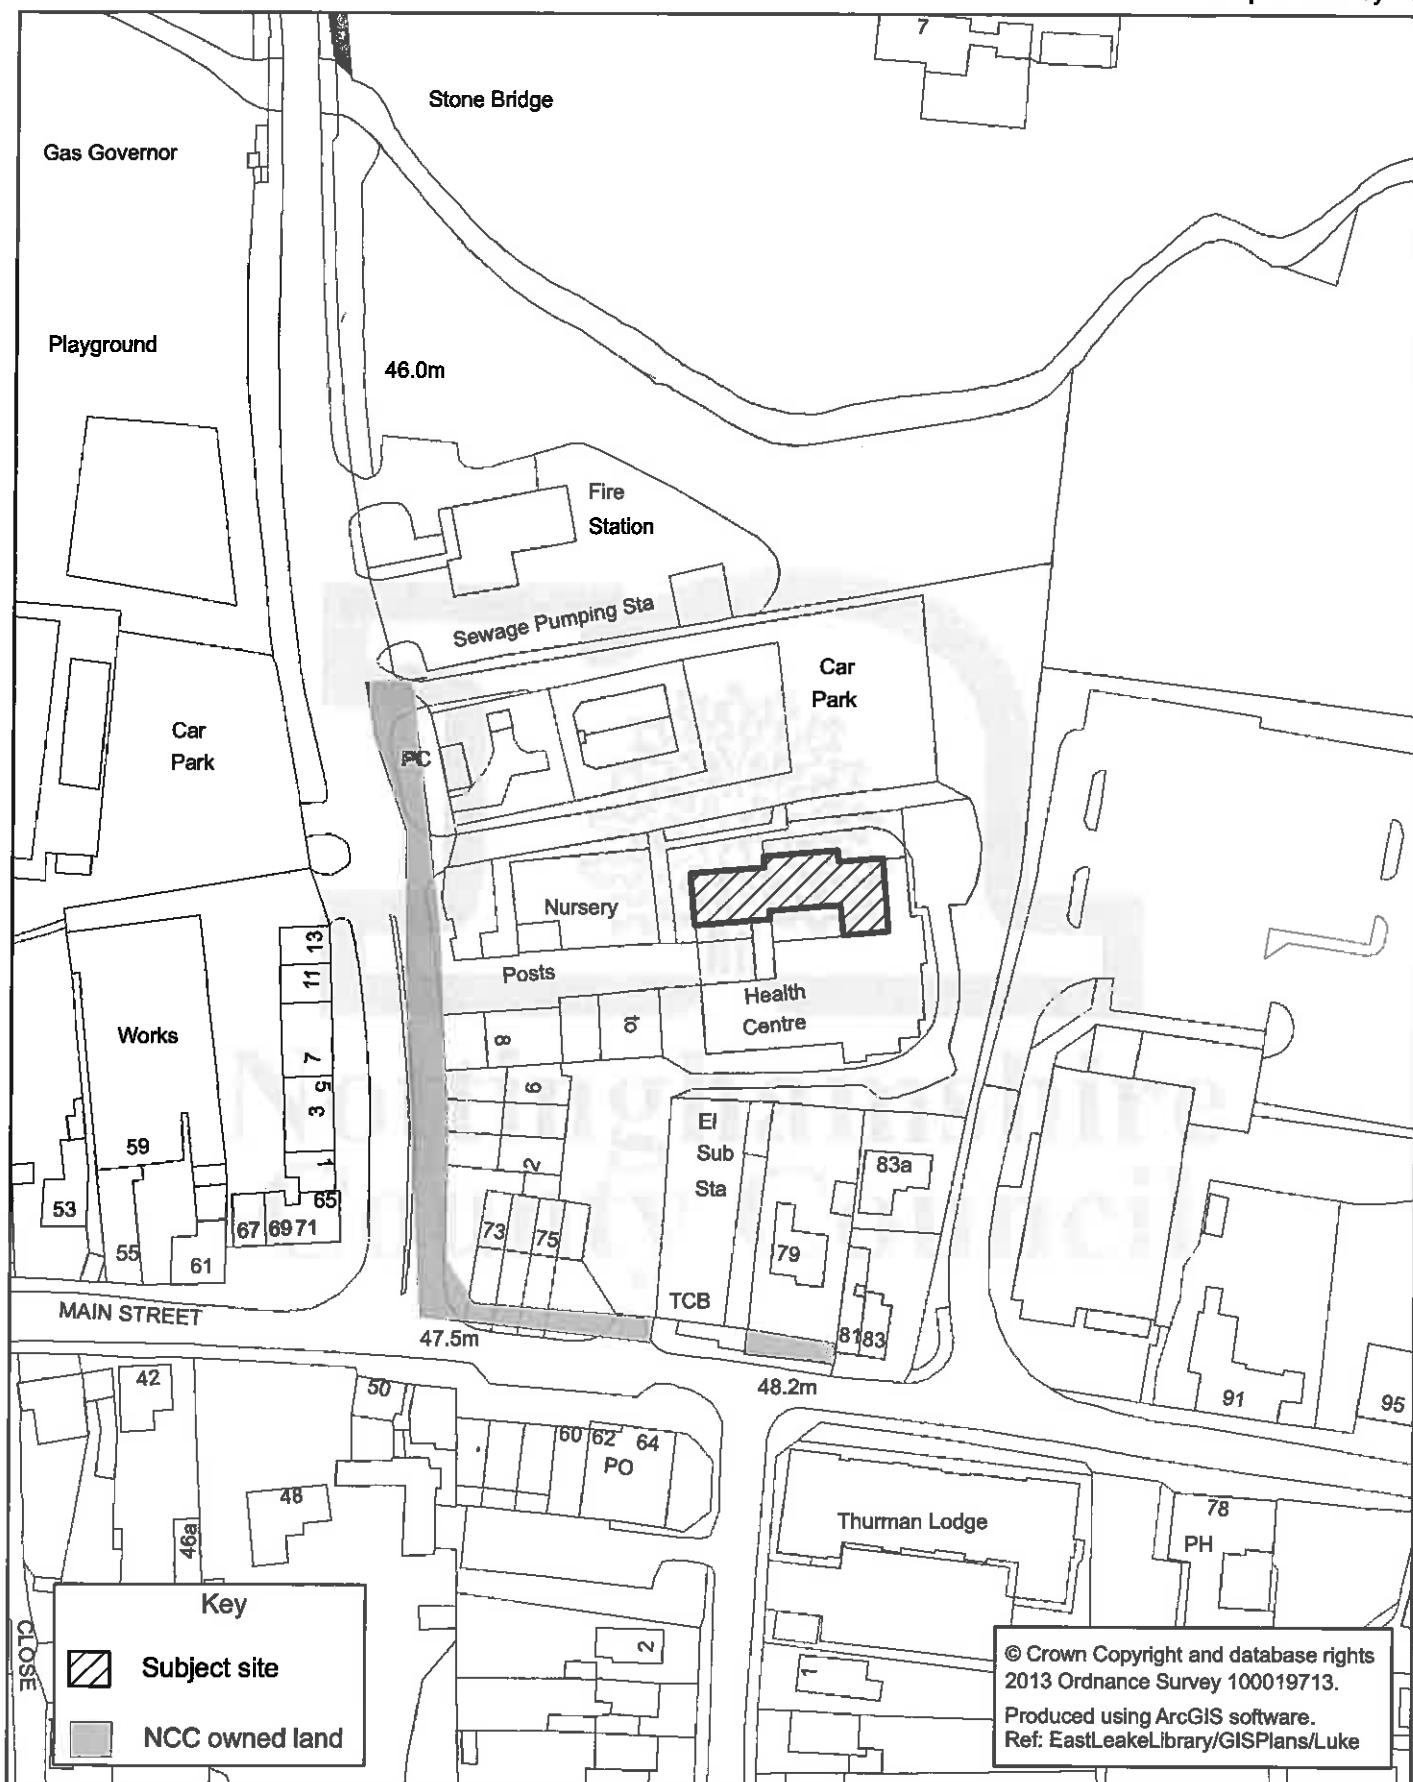 7
Stone Bridge
Gas Governor
Playground
46.0m
Fire
Station
Sewage Pumping Sta
Car
Park
Car
Park
PC
Nursery
Posts
Health
Centre
13
11
7
5
3
1
8
to
6
2
Works
59
53
55
61
67
69
71
65
73
75
El
Sub
Sta
83a
79
TCB
81
83
MAIN STREET
47.5m
48.2m
91
95
42
50
60
62
64
PO
48
46a
Thurman Lodge
78
PH
2
1
CLOSE
Nottinghamshire
County Council
Key
Subject site
NCC owned land
© Crown Copyright and database rights
2013 Ordnance Survey 100019713.
Produced using ArcGIS software.
Ref: EastLeakeLibrary/GISPlans/Luke